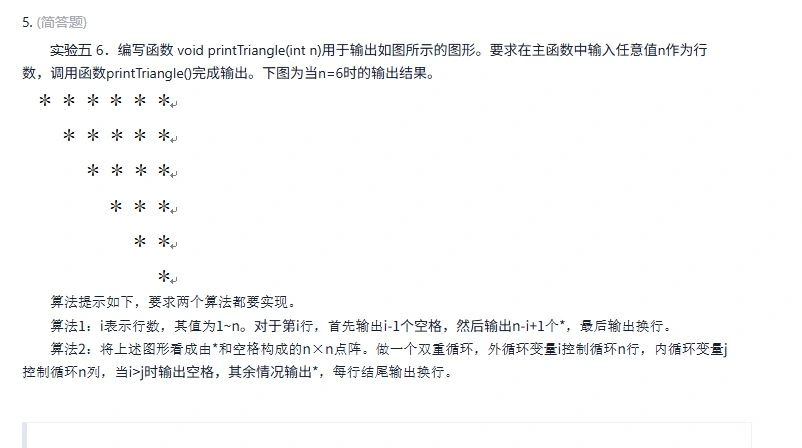 5. (简答题)
实验五 6．编写函数 void printTriangle(int n)用于输出如图所示的图形。要求在主函数中输入任意值n作为行
数，调用函数printTriangle()完成输出。下图为当n=6时的输出结果。
* * * * * *↵
* * * * *↵
* * * *↵
* * *↵
* *↵
*↵
算法提示如下，要求两个算法都要实现。
算法1：i表示行数，其值为1~n。对于第i行，首先输出i-1个空格，然后输出n-i+1个*，最后输出换行。
算法2：将上述图形看成由*和空格构成的n×n点阵。做一个双重循环，外循环变量i控制循环n行，内循环变量j
控制循环n列，当i>j时输出空格，其余情况输出*，每行结尾输出换行。